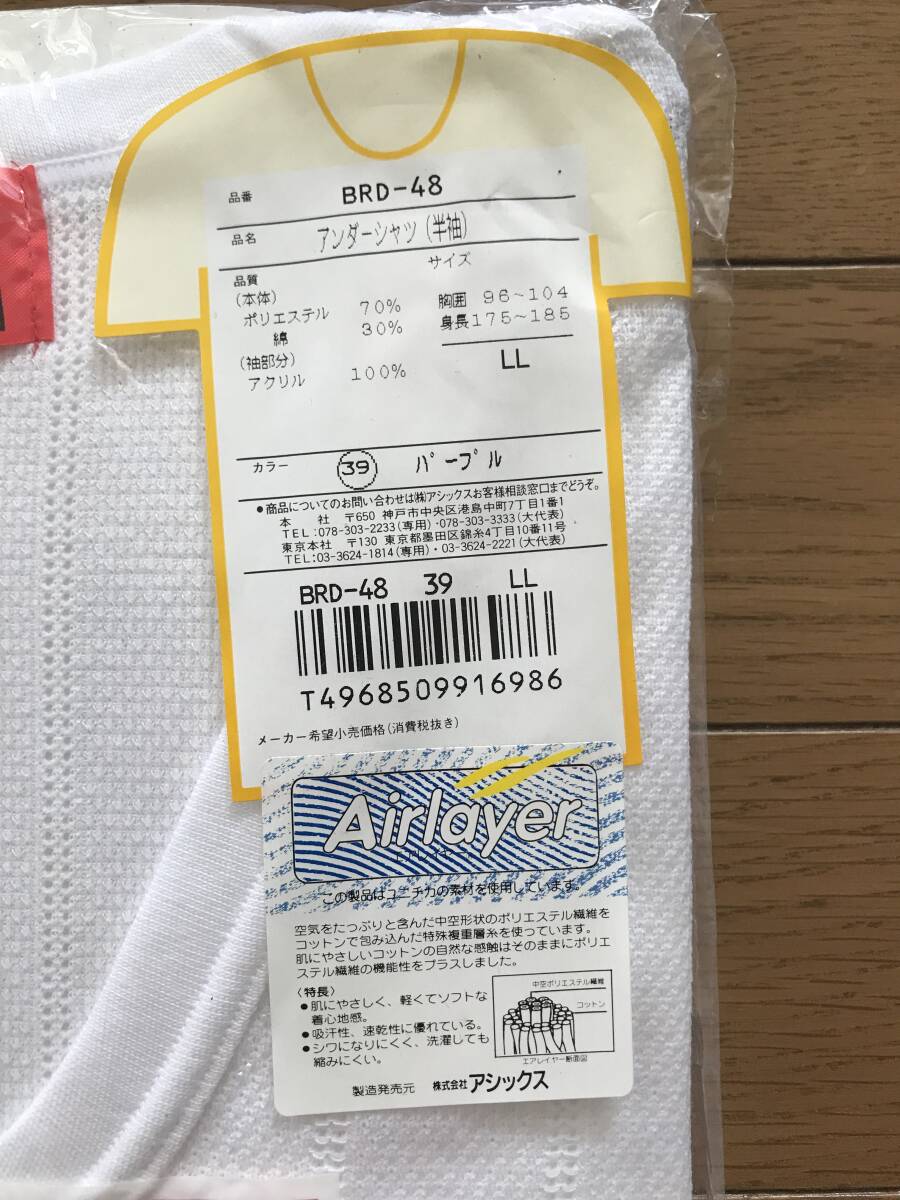 品番 BRD-48
品名 アンダーシャツ(半袖)
品質
サイズ
(本体)
ポリエステル 70%
綿 30%
(袖部分)
アクリル 100%
胸囲 96~104
身長175~185
LL
カラー 39 パープル
●商品についてのお問い合わせは㈱アシックスお客様相談窓口までどうぞ。
本 社 〒650 神戸市中央区港島中町7丁目1番1
TEL:078-303-2233(専用)・078-303-3333(大代表)
東京本社 〒130 東京都墨田区錦糸4丁目10番11号
TEL:03-3624-1814(専用)・03-3624-2221(大代表)
BRD-48 39 LL
T4968509916986
メーカー希望小売価格(消費税抜き)
Airlayer
エアレイヤー
この製品はユニチカの素材を使用しています。
空気をたっぷりと含んだ中空形状のポリエステル繊維を
コットンで包み込んだ特殊複重層糸を使っています。
肌にやさしいコットンの自然な感触はそのままにポリエ
ステル繊維の機能性をプラスしました。
〈特長〉
●肌にやさしく、軽くてソフトな
着心地感。
●吸汗性、速乾性に優れている。
●シワになりにくく、洗濯しても
縮みにくい。
中空ポリエステル繊維
コットン
エアレイヤー断面図
製造発売元 株式会社アシックス